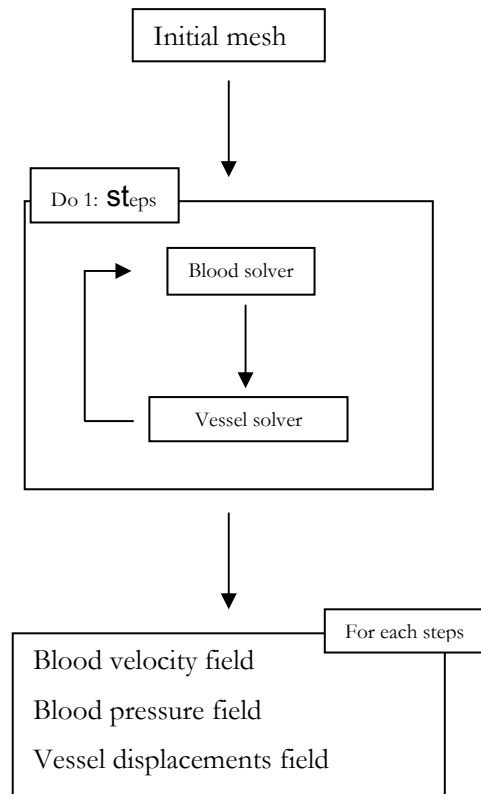 Initial mesh
Do 1: steps
Blood solver
Vessel solver
For each steps
Blood velocity field
Blood pressure field
Vessel displacements field